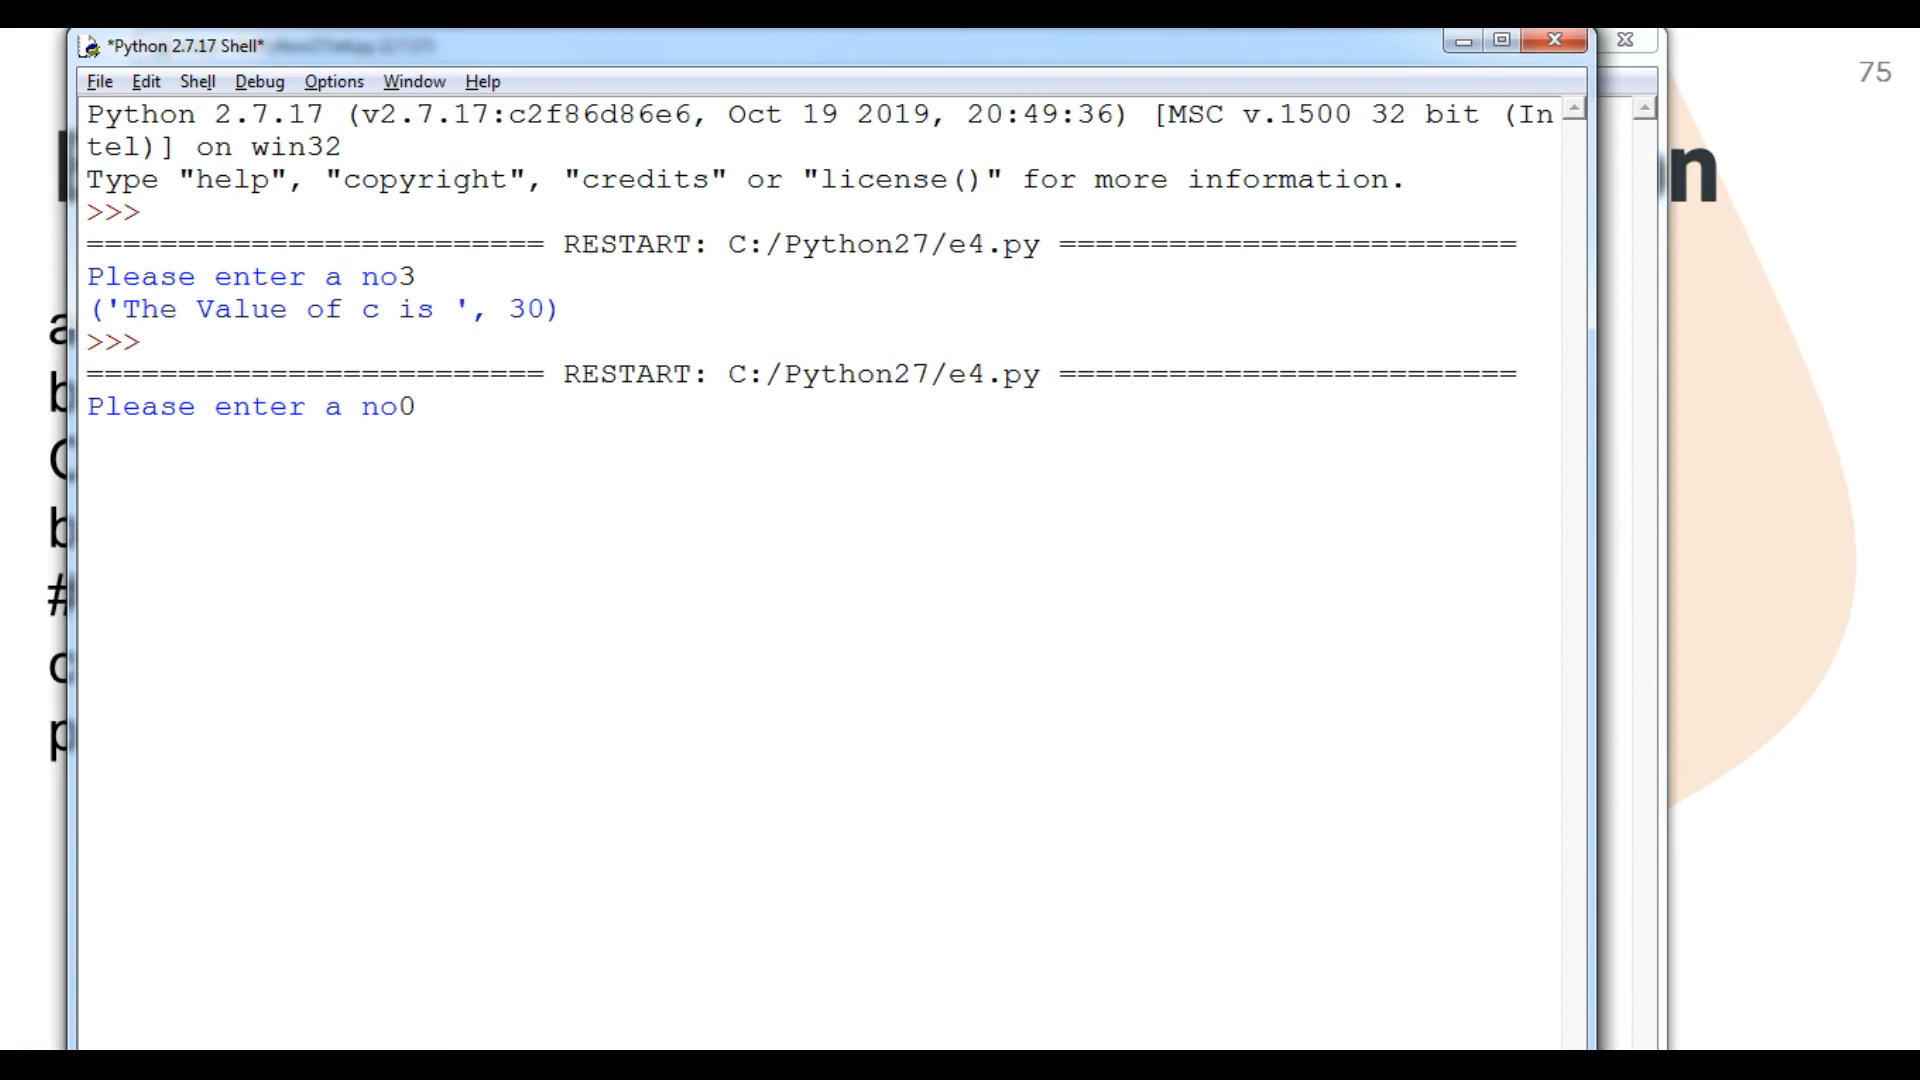 75
*Python 2.7.17 Shell*
File Edit Shell Debug Options Window Help
Python 2.7.17 (v2.7.17:c2f86d86e6, Oct 19 2019, 20:49:36) [MSC v.1500 32 bit (In
tel)] on win32
Type "help", "copyright", "credits" or "license()" for more information.
>>>
========================= RESTART: C:/Python27/e4.py =========================
Please enter a no3
('The Value of c is ', 30)
>>>
========================= RESTART: C:/Python27/e4.py =========================
Please enter a no0
n
a
b
b
#
p